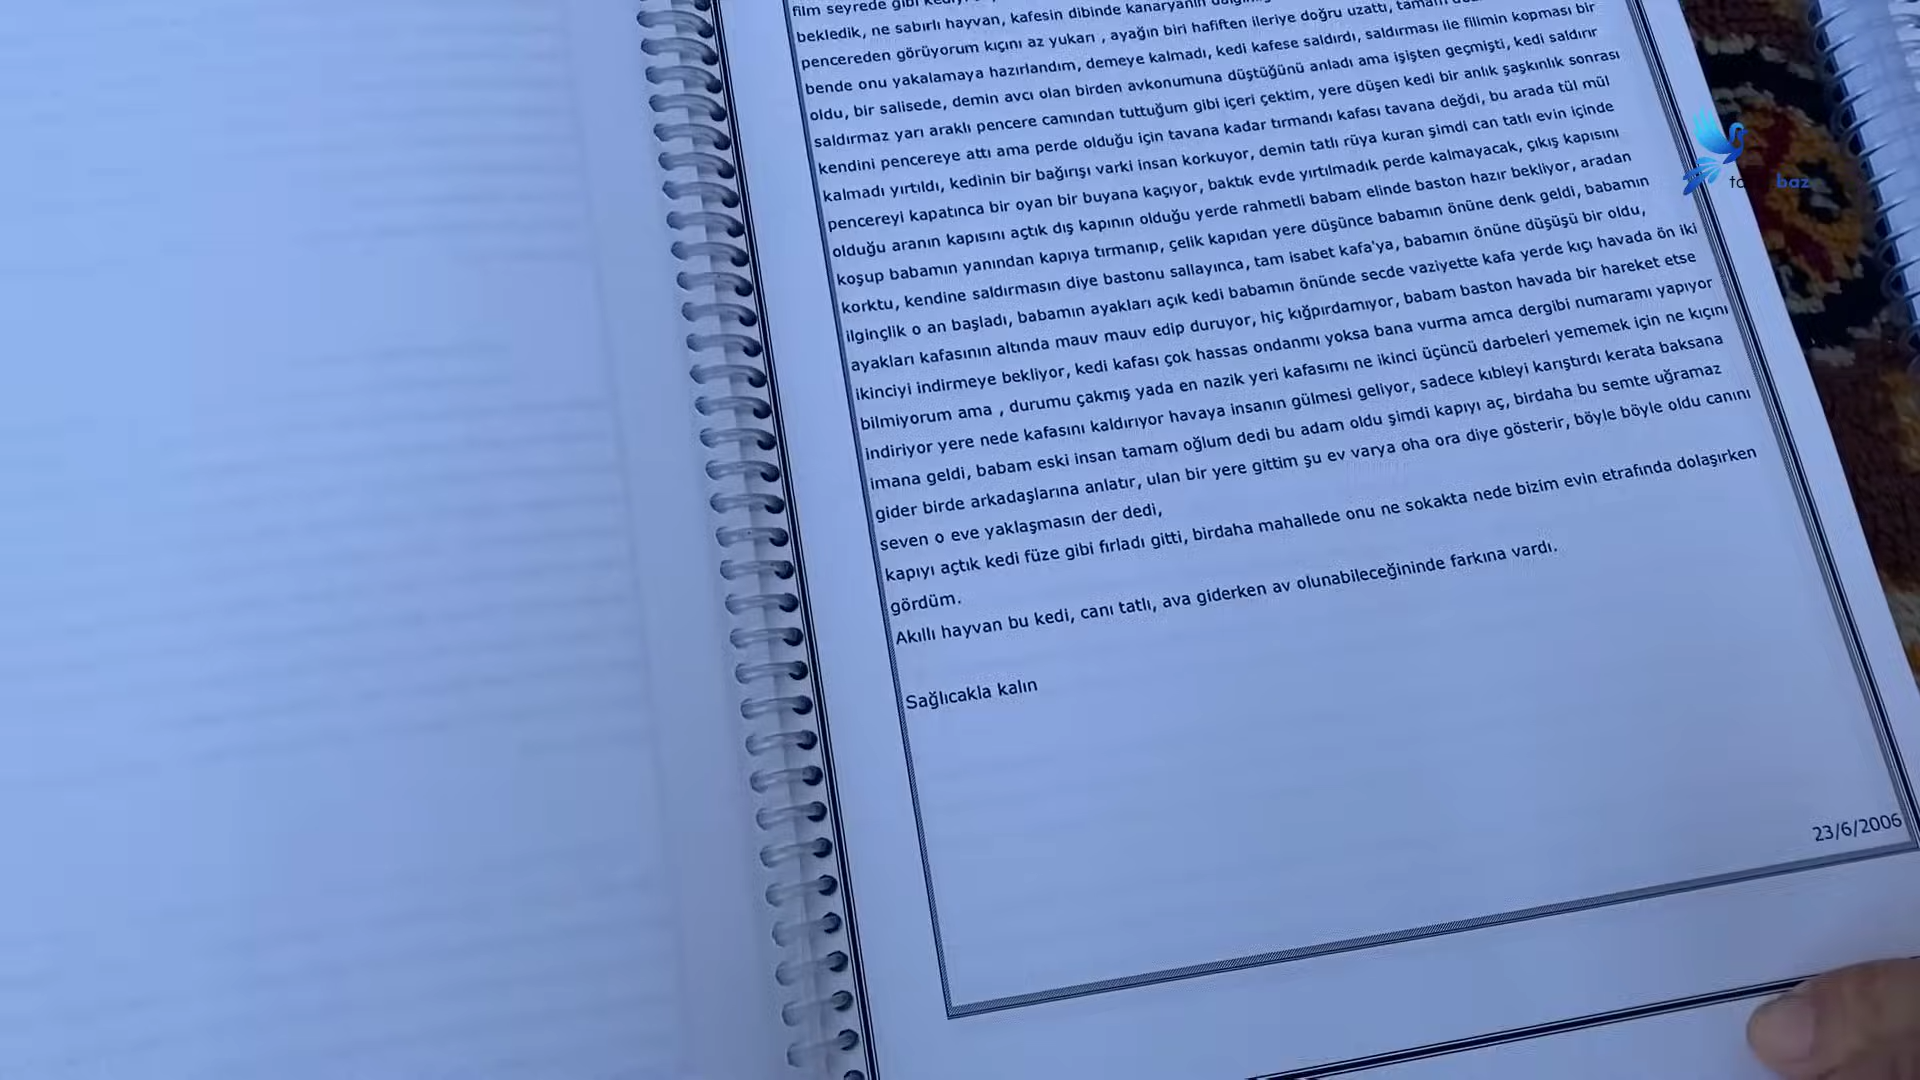 film seyrede gibi
bekledik, ne sabırlı hayvan, kafesin dibinde kanaryanın
pencereden görüyorum kıçını az yukarı , ayağın biri hafiften ileriye doğru uzattı, tamam
bende onu yakalamaya hazırlandım, demeye kalmadı, kedi kafese saldırdı, saldırması ile filimin kopması bir
oldu, bir salisede, demin avcı olan birden avkonumuna düştüğünü anladı ama işişten geçmişti, kedi saldırır
saldırmaz yarı araklı pencere camından tuttuğum gibi içeri çektim, yere düşen kedi bir anlık şaşkınlık sonrası
kendini pencereye attı ama perde olduğu için tavana kadar tırmandı kafası tavana değdi, bu arada tül mül
kalmadı yırtıldı, kedinin bir bağırışı varki insan korkuyor, demin tatlı rüya kuran şimdi can tatlı evin içinde
pencereyi kapatınca bir oyan bir buyana kaçıyor, baktık evde yırtılmadık perde kalmayacak, çıkış kapısını
olduğu aranın kapısını açtık dış kapının olduğu yerde rahmetli babam elinde baston hazır bekliyor, aradan
koşup babamın yanından kapıya tırmanıp, çelik kapıdan yere düşünce babamın önüne denk geldi, babamın
korktu, kendine saldırmasın diye bastonu sallayınca, tam isabet kafa'ya, babamın önüne düşüşü bir oldu,
ilginçlik o an başladı, babamın ayakları açık kedi babamın önünde secde vaziyette kafa yerde kıçı havada ön iki
ayakları kafasının altında mauv mauv edip duruyor, hiç kığpırdamıyor, babam baston havada bir hareket etse
ikinciyi indirmeye bekliyor, kedi kafası çok hassas ondanmı yoksa bana vurma amca dergibi numaramı yapıyor
bilmiyorum ama , durumu çakmış yada en nazik yeri kafasımı ne ikinci üçüncü darbeleri yememek için ne kıçını
indiriyor yere nede kafasını kaldırıyor havaya insanın gülmesi geliyor, sadece kıbleyi karıştırdı kerata baksana
imana geldi, babam eski insan tamam oğlum dedi bu adam oldu şimdi kapıyı aç, birdaha bu semte uğramaz
gider birde arkadaşlarına anlatır, ulan bir yere gittim şu ev varya oha ora diye gösterir, böyle böyle oldu canını
seven o eve yaklaşmasın der dedi,
kapıyı açtık kedi füze gibi fırladı gitti, birdaha mahallede onu ne sokakta nede bizim evin etrafında dolaşırken
gördüm.
Akıllı hayvan bu kedi, canı tatlı, ava giderken av olunabileceğininde farkına vardı.
Sağlıcakla kalın
23/6/2006
baz